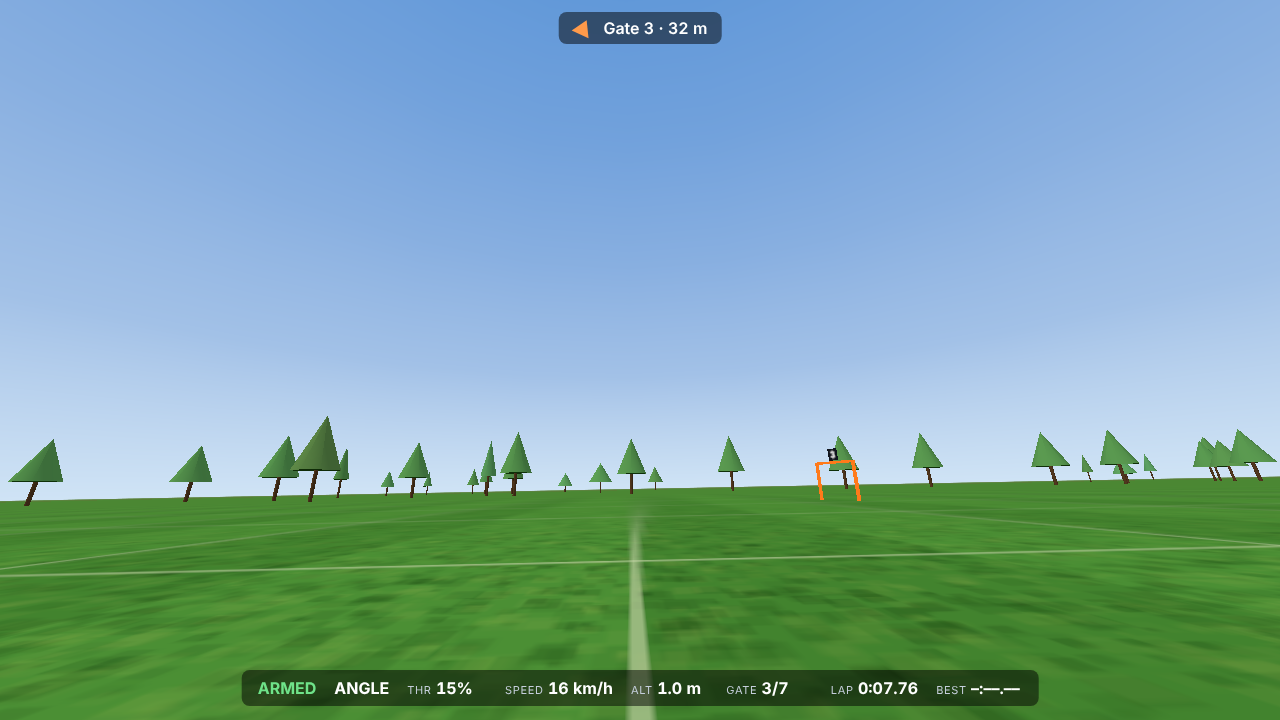 Gate 3 · 32 m
ARMED ANGLE THR 15% SPEED 16 km/h ALT 1.0 m GATE 3/7 LAP 0:07.76 BEST –:––.––